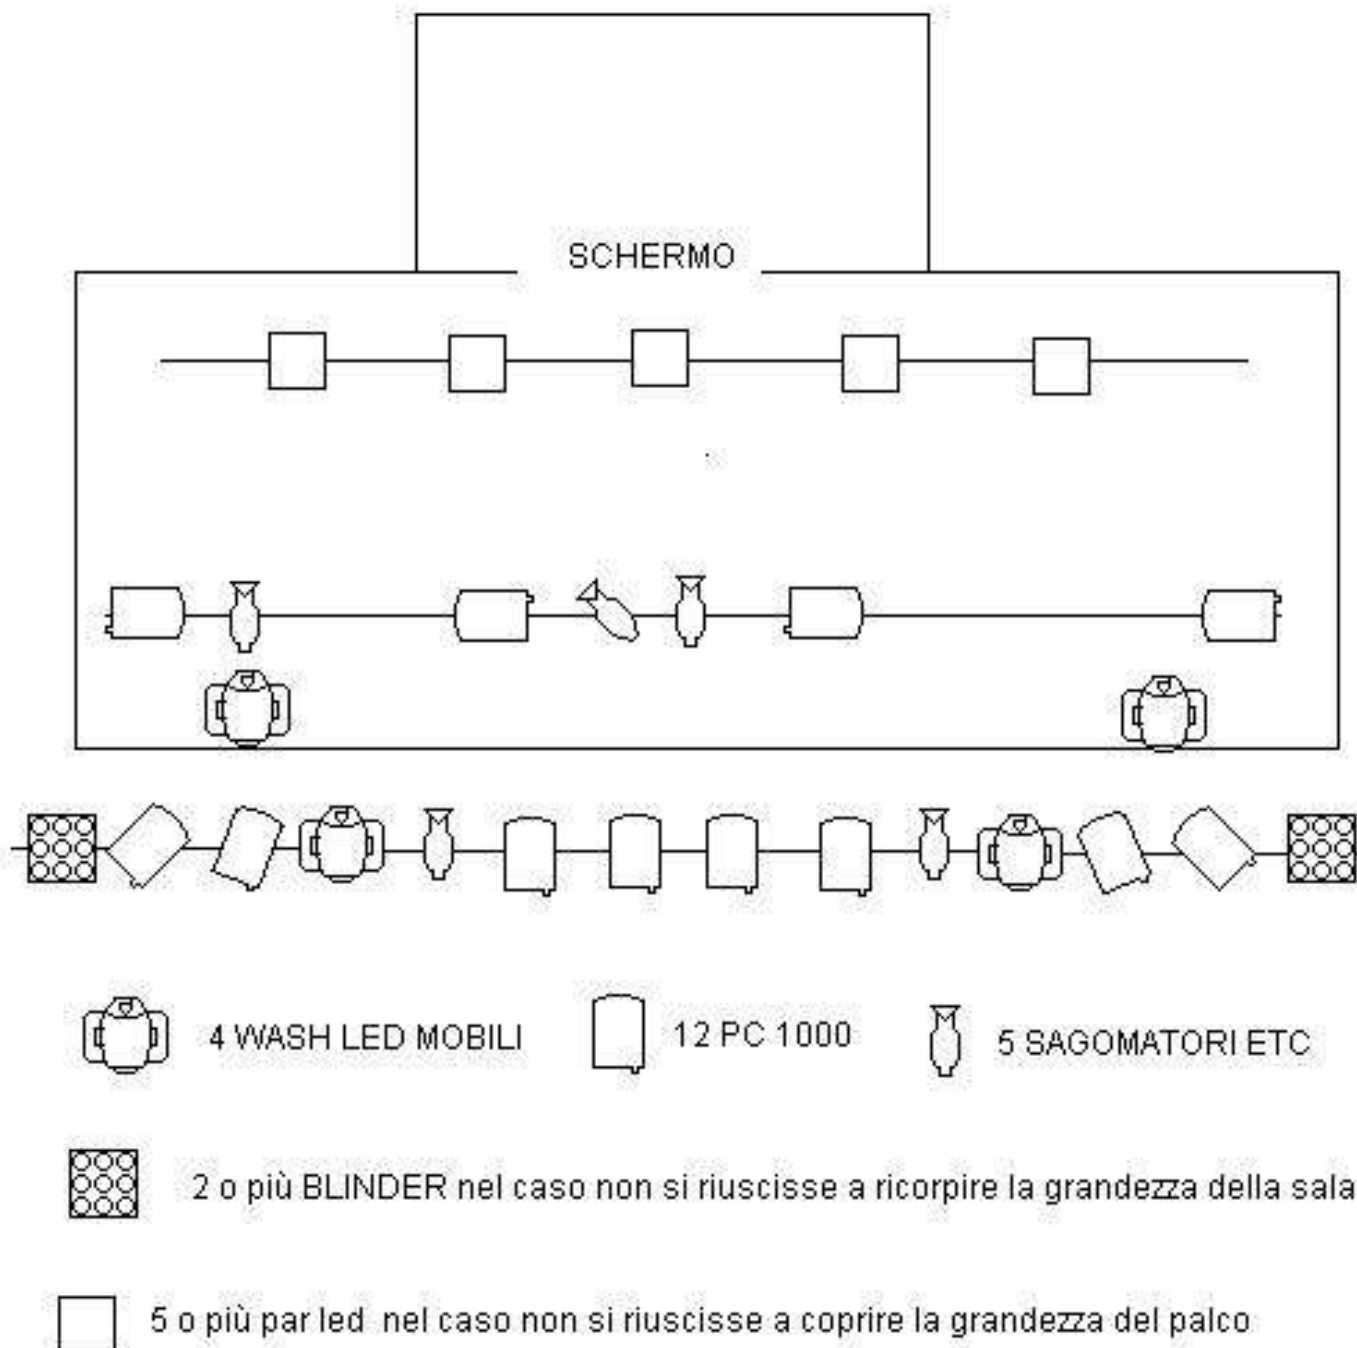 SCHERMO
4 WASH LED MOBILI
12 PC 1000
5 SAGOMATORI ETC
2 o più BLINDER nel caso non si riuscisse a ricorpire la grandezza della sala
5 o più par led nel caso non si riuscisse a coprire la grandezza del palco